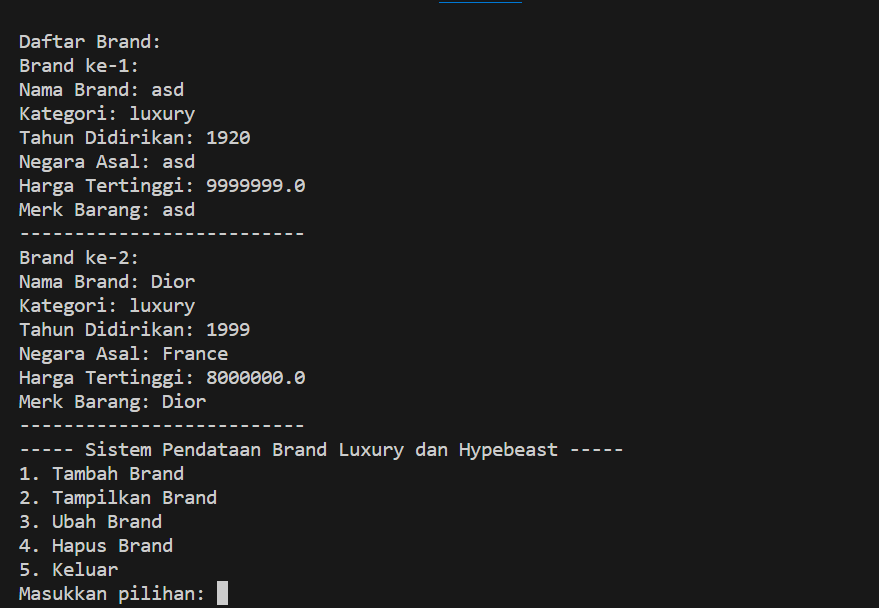 Daftar Brand:
Brand ke-1:
Nama Brand: asd
Kategori: luxury
Tahun Didirikan: 1920
Negara Asal: asd
Harga Tertinggi: 9999999.0
Merk Barang: asd
--------------------------
Brand ke-2:
Nama Brand: Dior
Kategori: luxury
Tahun Didirikan: 1999
Negara Asal: France
Harga Tertinggi: 8000000.0
Merk Barang: Dior
--------------------------
----- Sistem Pendataan Brand Luxury dan Hypebeast -----
1. Tambah Brand
2. Tampilkan Brand
3. Ubah Brand
4. Hapus Brand
5. Keluar
Masukkan pilihan: